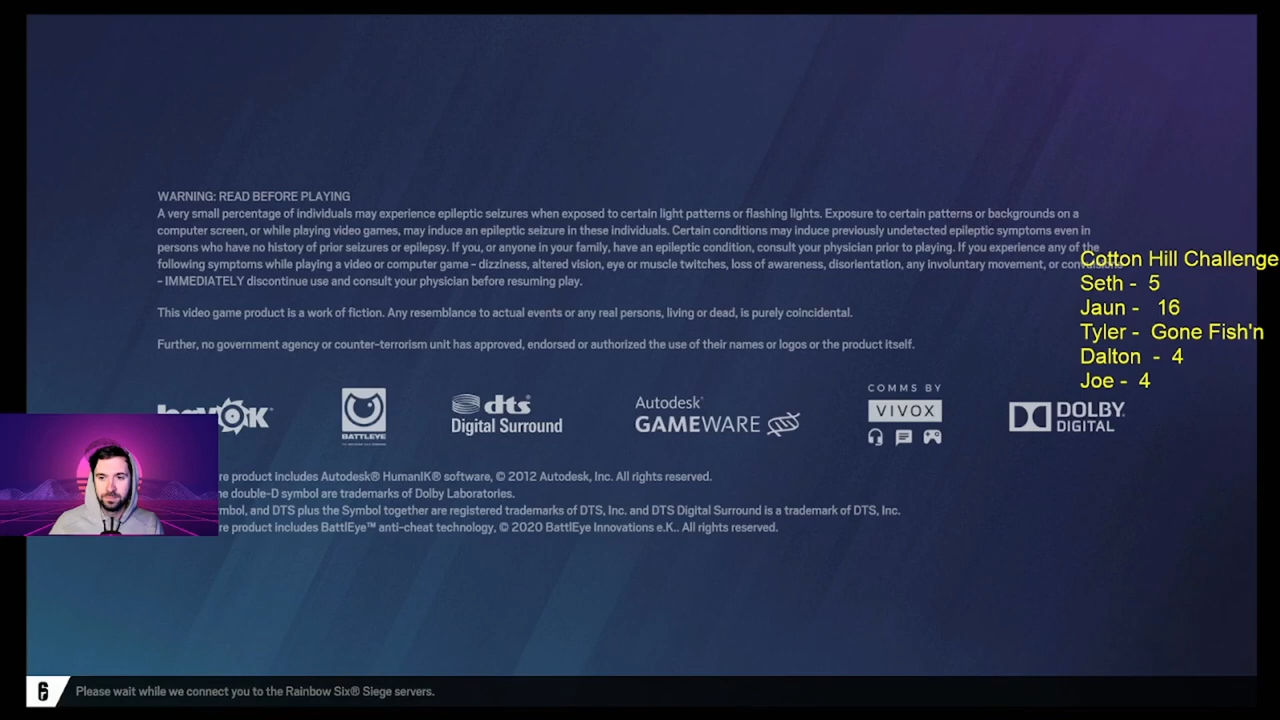 WARNING: READ BEFORE PLAYING
A very small percentage of individuals may experience epileptic seizures when exposed to certain light patterns or flashing lights. Exposure to certain patterns or backgrounds on a
computer screen, or while playing video games, may induce an epileptic seizure in these individuals. Certain conditions may induce previously undetected epileptic symptoms even in
persons who have no history of prior seizures or epilepsy. If you, or anyone in your family, have an epileptic condition, consult your physician prior to playing. If you experience any of the
following symptoms while playing a video or computer game - dizziness, altered vision, eye or muscle twitches, loss of awareness, disorientation, any involuntary movement, or
- IMMEDIATELY discontinue use and consult your physician before resuming play.
This video game product is a work of fiction. Any resemblance to actual events or any real persons, living or dead, is purely coincidental.
Further, no government agency or counter-terrorism unit has approved, endorsed or authorized the use of their names or logos or the product itself.
Cotton Hill Challenge
Seth - 5
Jaun - 16
Tyler - Gone Fish'n
Dalton - 4
Joe - 4
BATTLEYE
dts
Digital Surround
Autodesk
GAMEWARE
COMMS BY
VIVOX
DOLBY
DIGITAL
re product includes Autodesk® HumanIK® software, © 2012 Autodesk, Inc. All rights reserved.
e double-D symbol are trademarks of Dolby Laboratories.
mbol, and DTS plus the Symbol together are registered trademarks of DTS, Inc. and DTS Digital Surround is a trademark of DTS, Inc.
re product includes BattlEye™ anti-cheat technology, © 2020 BattlEye Innovations e.K.. All rights reserved.
6 Please wait while we connect you to the Rainbow Six® Siege servers.